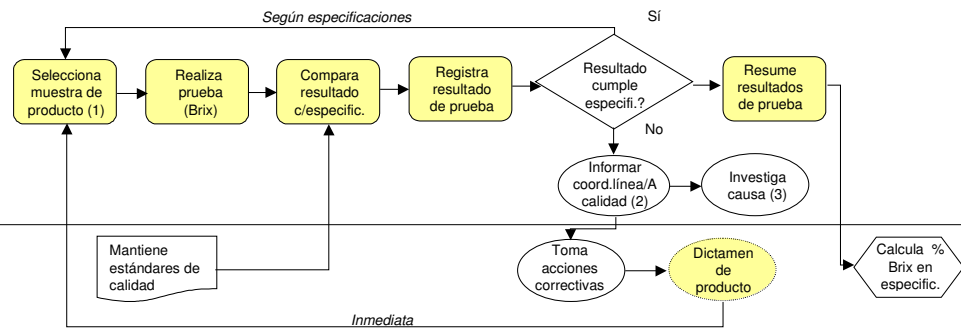 Según especificaciones
Sí
Selecciona
muestra de
producto (1)
Realiza
prueba
(Brix)
Compara
resultado
c/especific.
Registra
resultado
de prueba
Resultado
cumple
especifi.?
Resume
resultados
de prueba
No
Informar
coord.línea/A
calidad (2)
Investiga
causa (3)
Mantiene
estándares de
calidad
Toma
acciones
correctivas
Dictamen
de
producto
Calcula %
Brix en
especific.
Inmediata